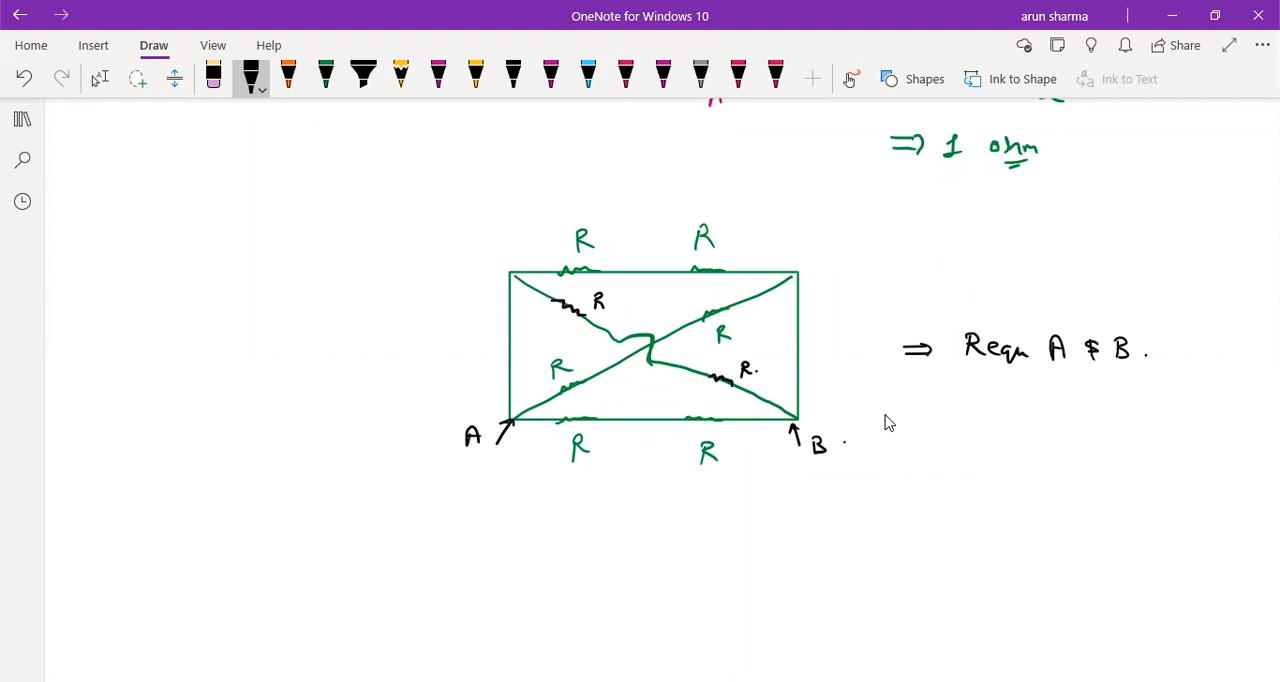 OneNote for Windows 10
arun sharma
Home Insert Draw View Help
Share
Shapes Ink to Shape Ink to Text
A
⇒ 1 ohm
R R
R
R
R
R.
⇒ Requ A & B .
A
B .
R R